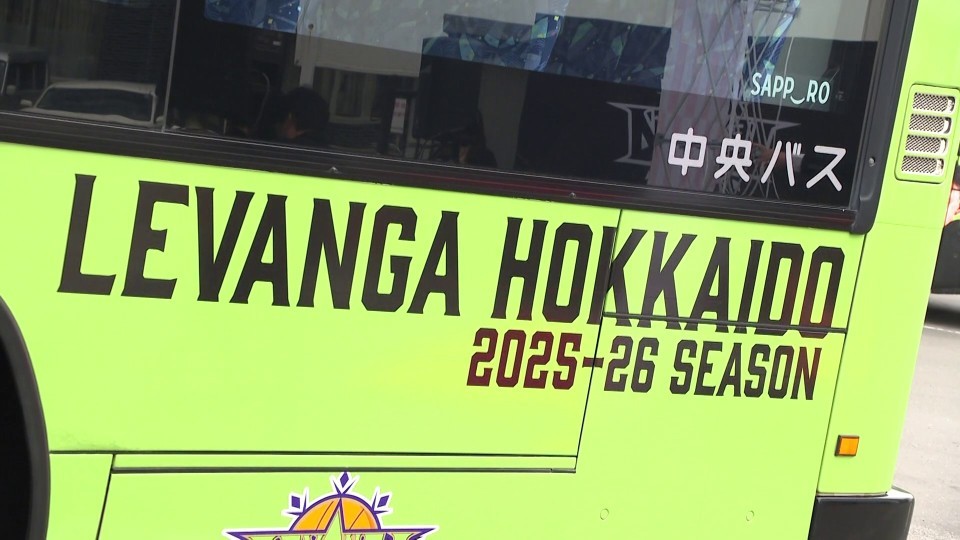 SAPP_RO
中央バス
LEVANGA HOKKAIDO
2025-26 SEASON